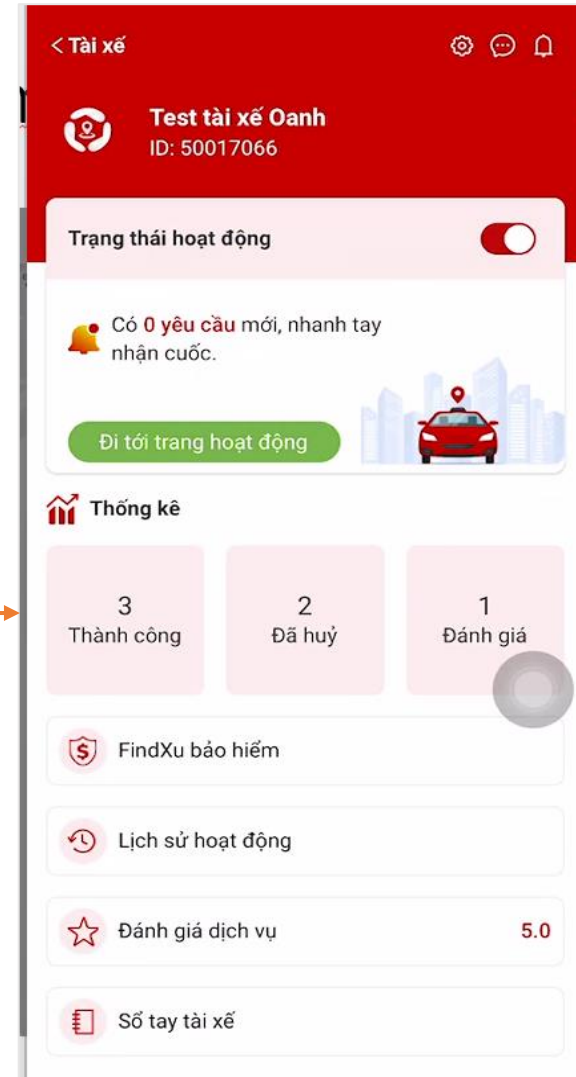 < Tài xế
Test tài xế Oanh
ID: 50017066
Trạng thái hoạt động
Có 0 yêu cầu mới, nhanh tay
nhận cuốc.
Đi tới trang hoạt động
Thống kê
3
Thành công
2
Đã huỷ
1
Đánh giá
FindXu bảo hiểm
Lịch sử hoạt động
Đánh giá dịch vụ 5.0
Sổ tay tài xế